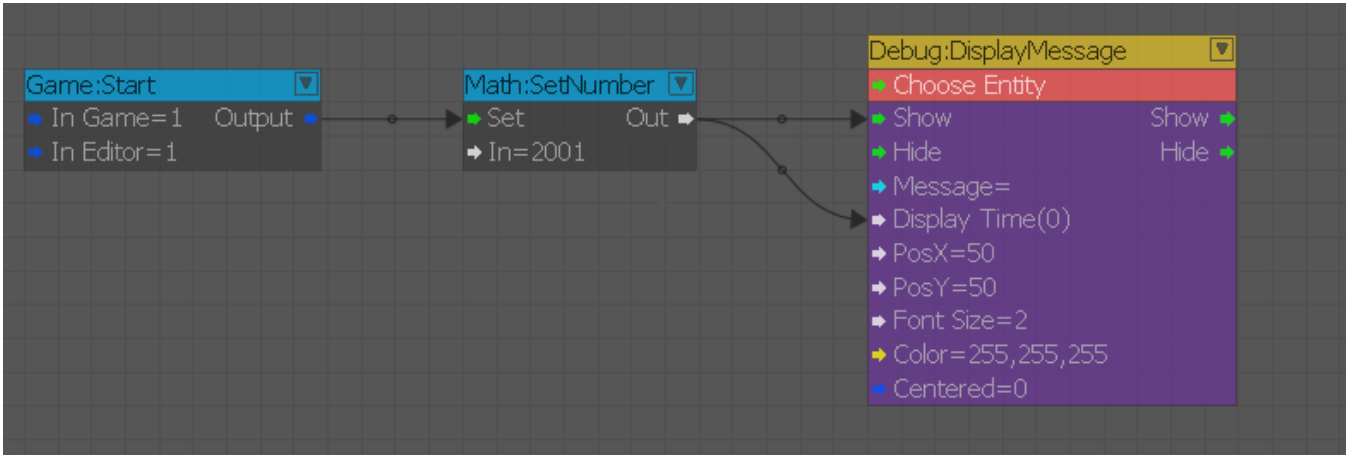 Game:Start
In Game=1 Output
In Editor=1
Math:SetNumber
Set Out
In=2001
Debug:DisplayMessage
Choose Entity
Show Show
Hide Hide
Message=
Display Time(0)
PosX=50
PosY=50
Font Size=2
Color=255,255,255
Centered=0